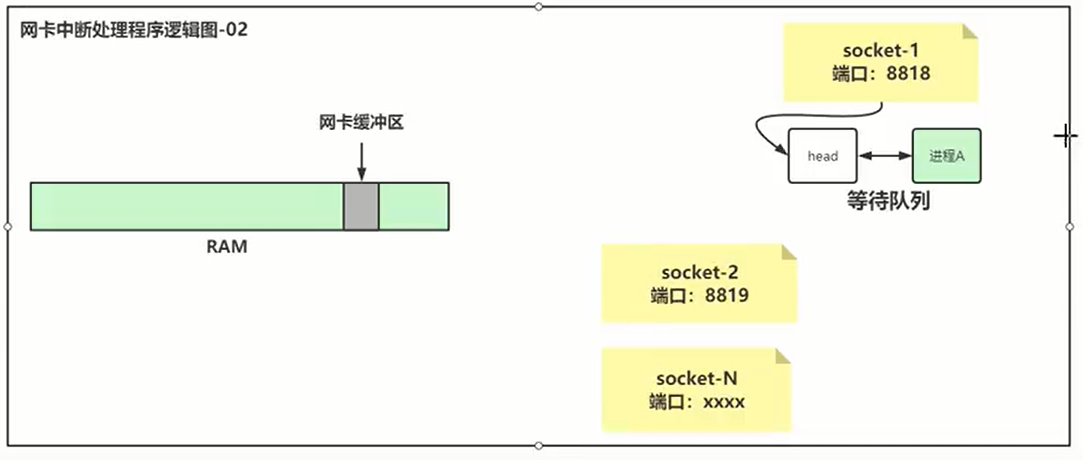 网卡中断处理程序逻辑图-02
socket-1
端口：8818
网卡缓冲区
head
进程A
等待队列
RAM
socket-2
端口：8819
socket-N
端口：xxxx